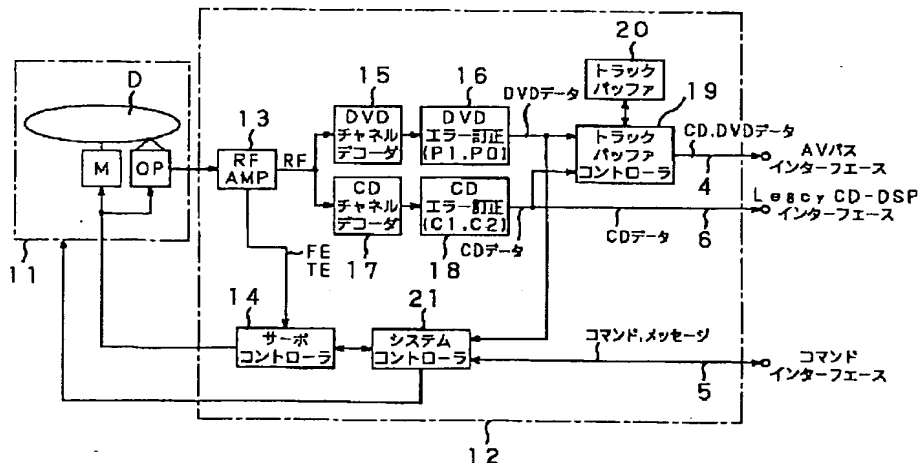 20
トラック
バッファ
D
13
15
16
DVDデータ
19
M
OP
RF
AMP
RF
DVD
チャネル
デコーダ
DVD
エラー訂正
(P1.P0)
トラック
バッファ
コントローラ
CD.DVDデータ
4
AVバス
インターフェース
CD
チャネル
デコーダ
CD
エラー訂正
(C1.C2)
CDデータ
CDデータ
6
Legacy CD-DSP
インターフェース
11
FE
TE
17
18
14
21
サーボ
コントローラ
システム
コントローラ
コマンド,メッセージ
5
コマンド
インターフェース
12